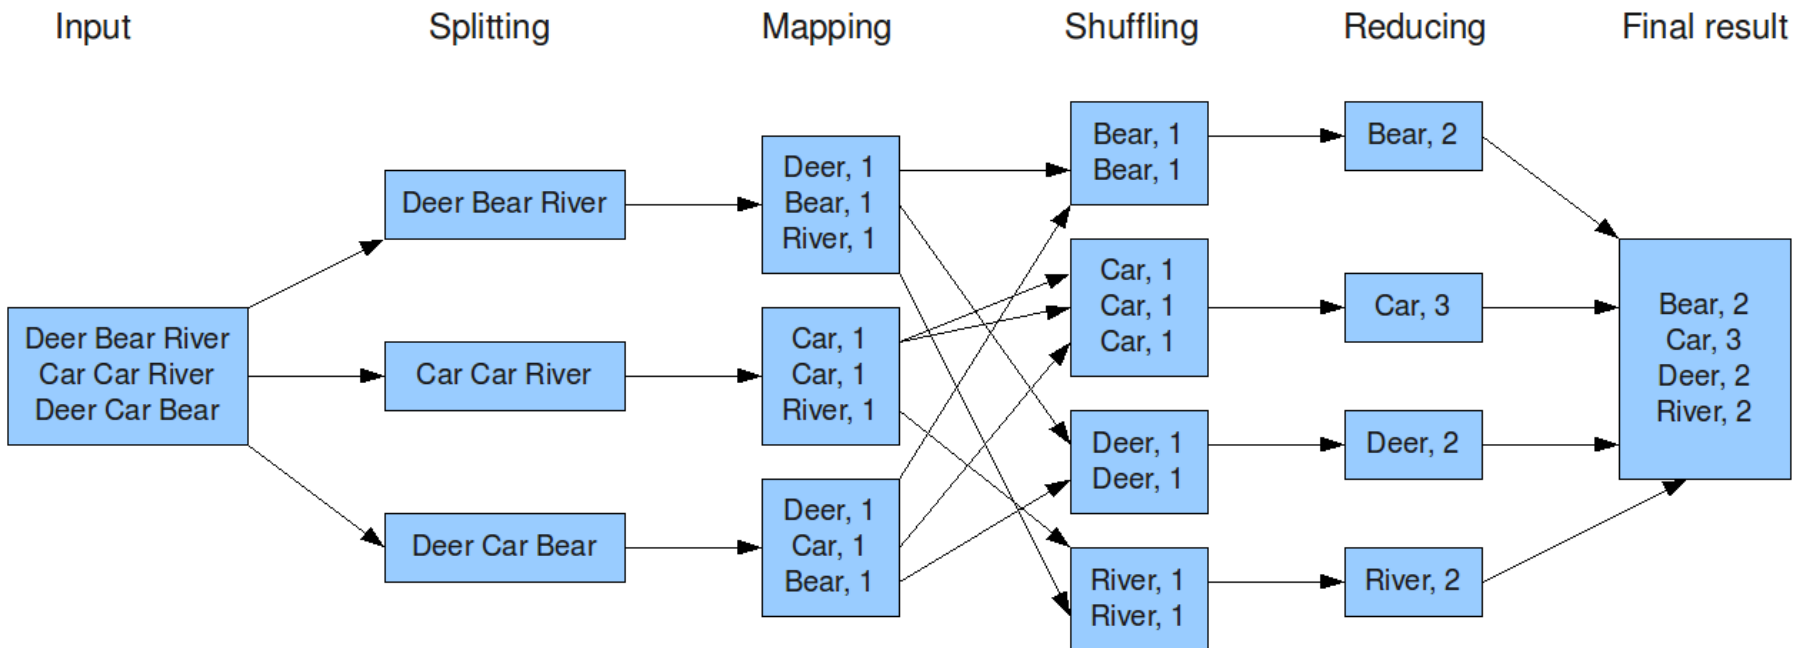 Input
Splitting
Mapping
Shuffling
Reducing
Final result
Deer Bear River
Car Car River
Deer Car Bear
Deer Bear River
Car Car River
Deer Car Bear
Deer, 1
Bear, 1
River, 1
Car, 1
Car, 1
River, 1
Deer, 1
Car, 1
Bear, 1
Bear, 1
Bear, 1
Car, 1
Car, 1
Car, 1
Deer, 1
Deer, 1
River, 1
River, 1
Bear, 2
Car, 3
Deer, 2
River, 2
Bear, 2
Car, 3
Deer, 2
River, 2